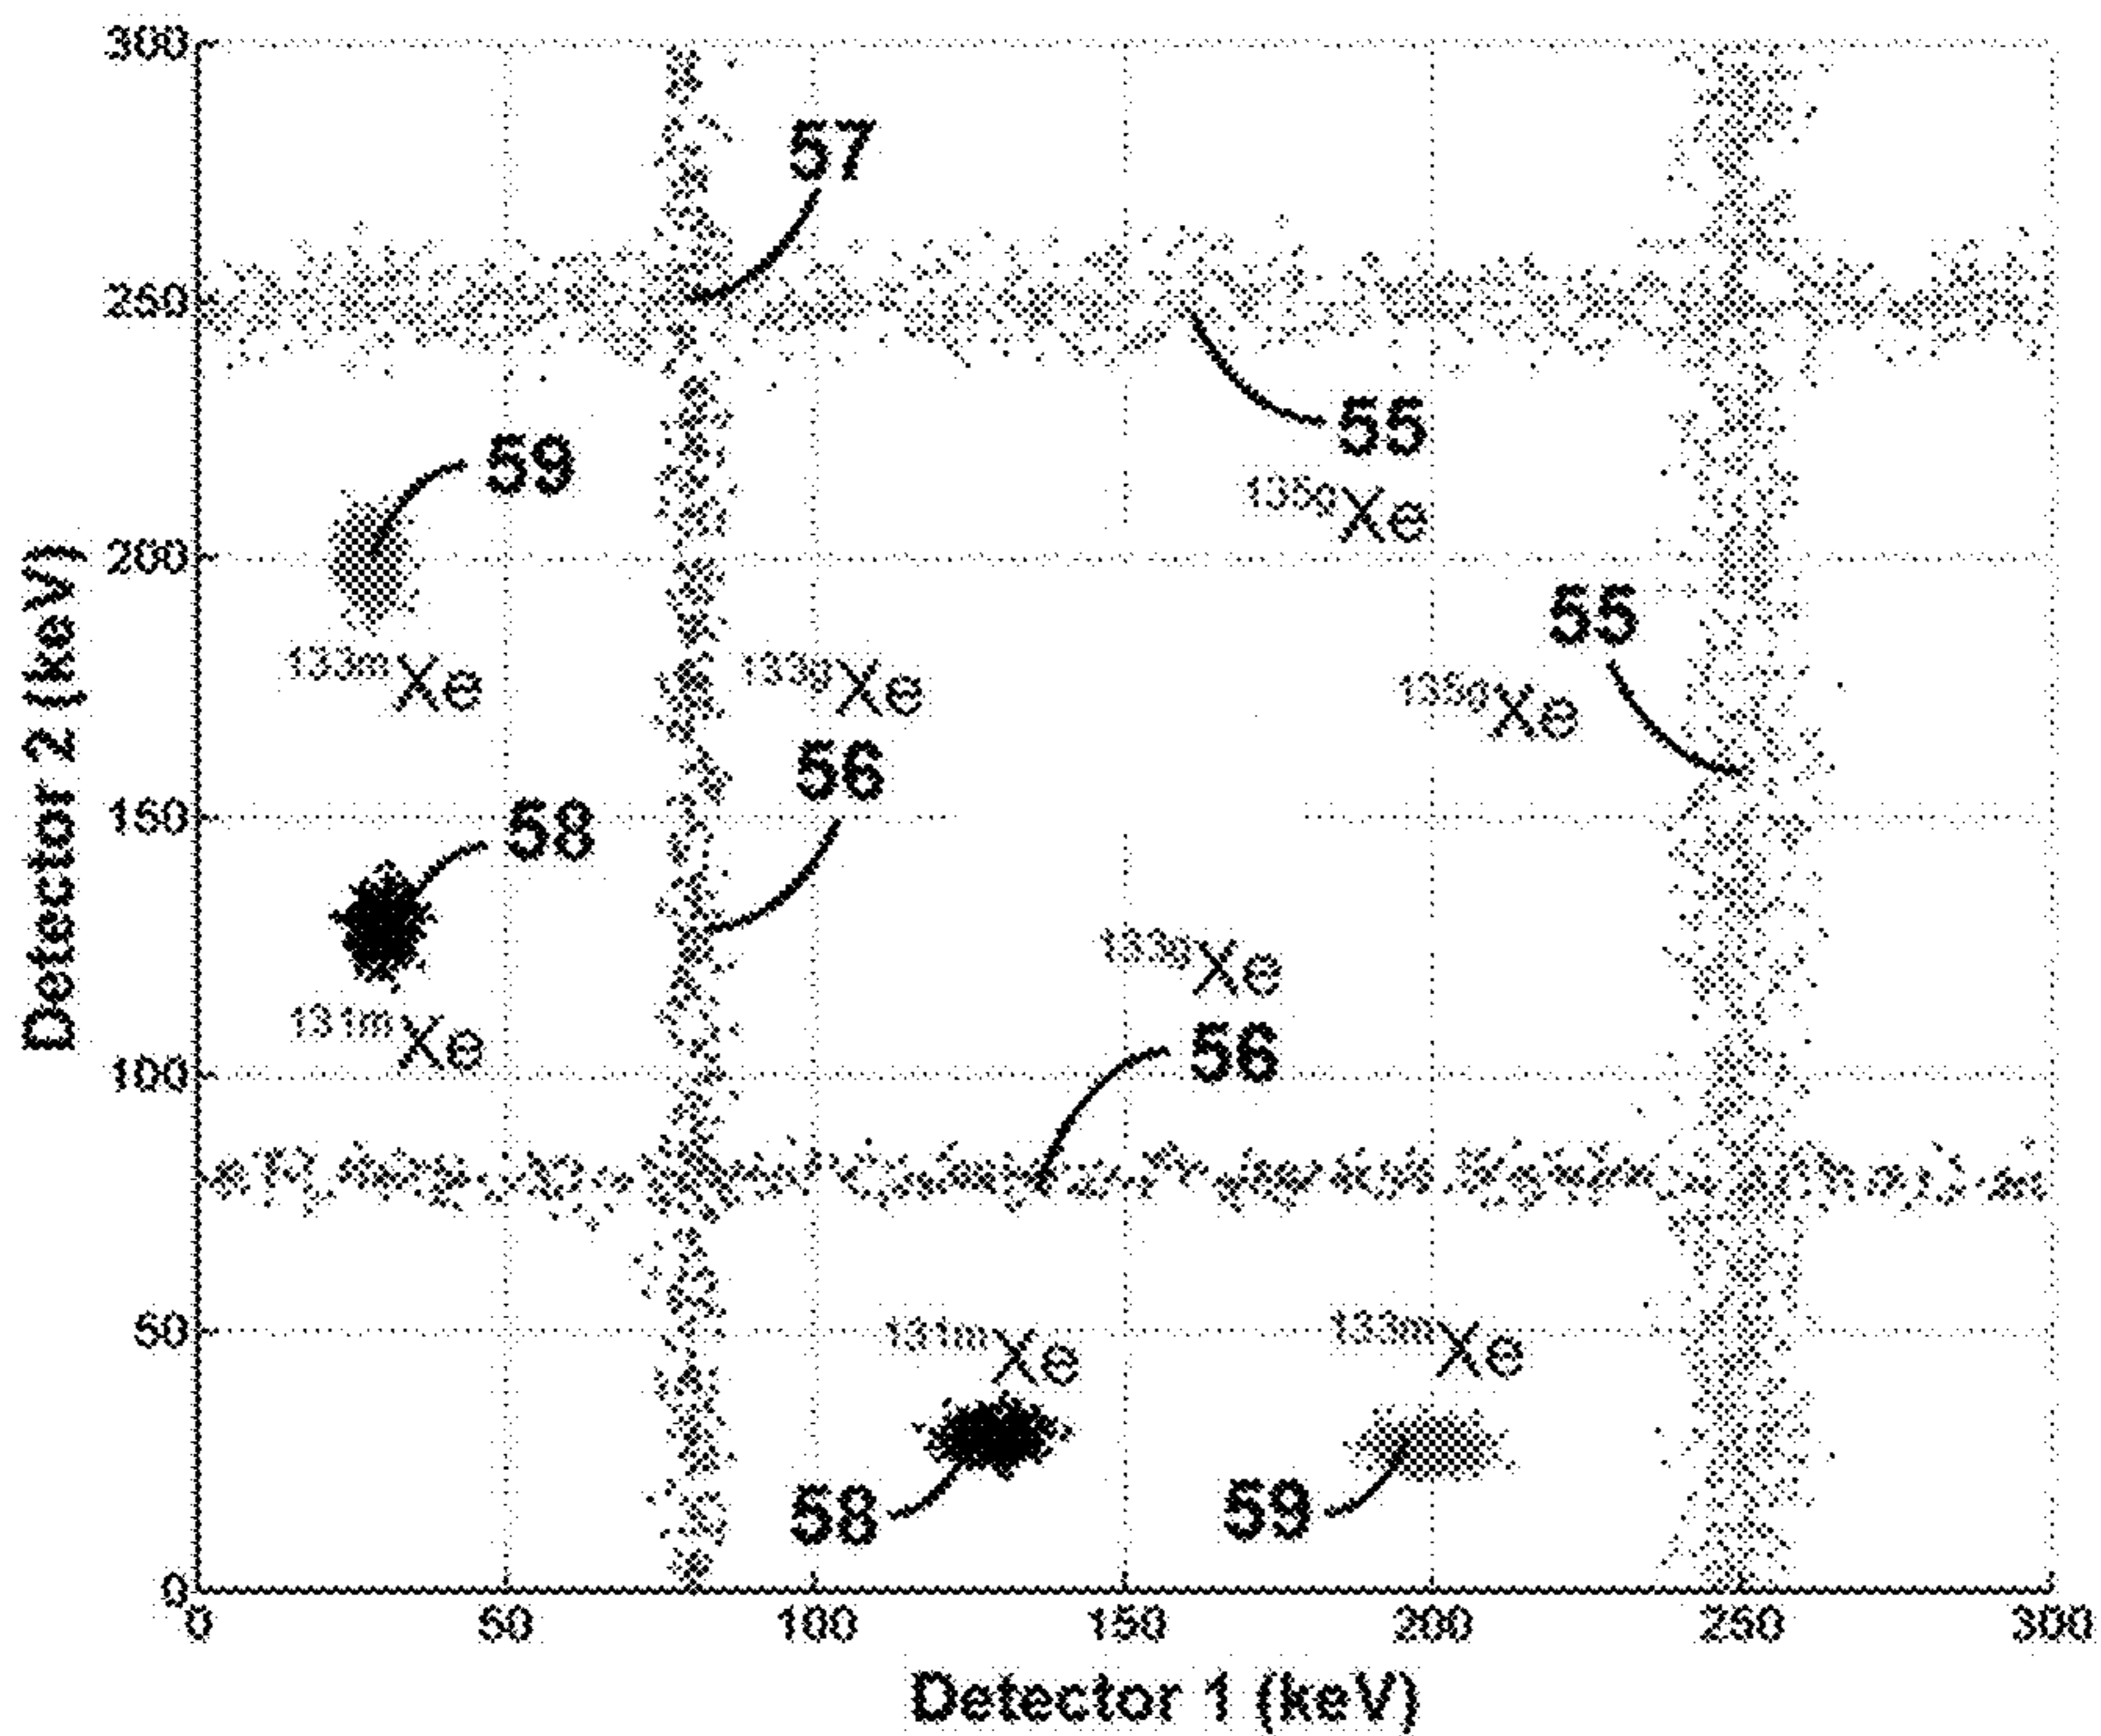 300
57
250
55
59
¹³⁵ᵍXe
200
55
¹³³ᵐXe
¹³³ᵍXe
¹³⁵ᵍXe
56
150
58
¹³³ᵍXe
¹³¹ᵐXe
56
100
50
¹³¹ᵐXe
¹³³ᵐXe
58
59
0
0 50 100 150 200 250 300
Detector 1 (keV)
Detector 2 (keV)